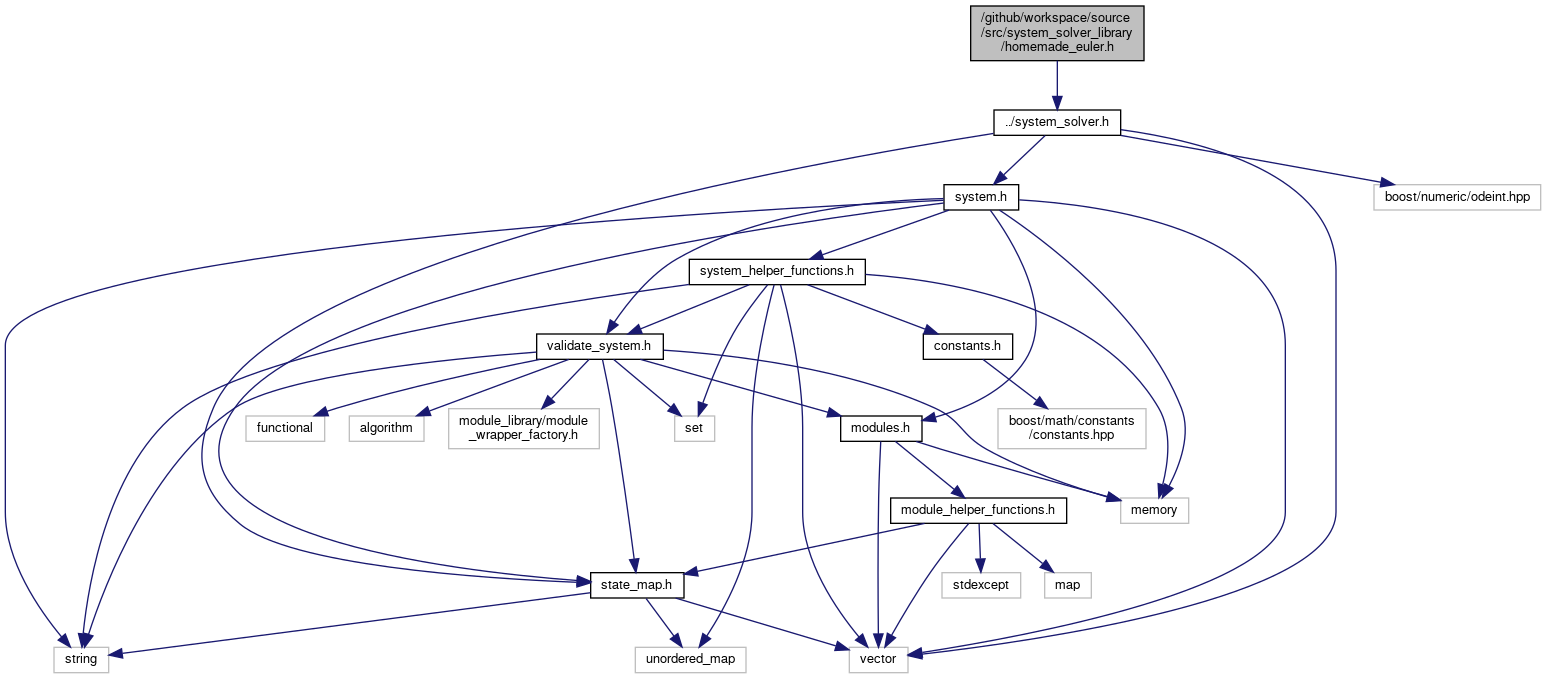 /github/workspace/source
/src/system_solver_library
/homemade_euler.h
../system_solver.h
system.h
boost/numeric/odeint.hpp
system_helper_functions.h
validate_system.h
constants.h
functional
algorithm
module_library/module
_wrapper_factory.h
set
modules.h
boost/math/constants
/constants.hpp
module_helper_functions.h
memory
state_map.h
stdexcept
map
string
unordered_map
vector